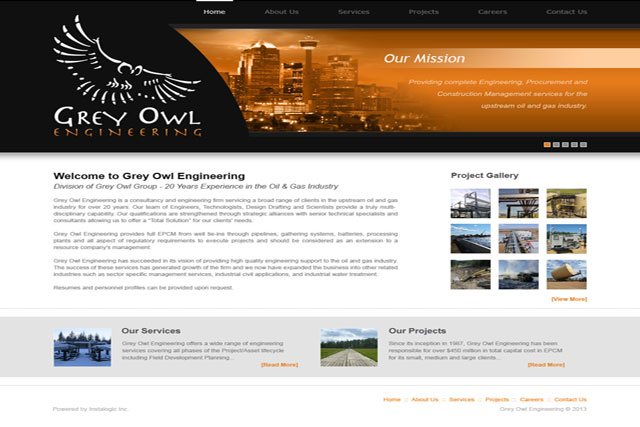 Home About Us Services Projects Careers Contact Us
GREY OWL
ENGINEERING
Our Mission
Providing complete Engineering, Procurement and
Construction Management services for the
upstream oil and gas industry.
Welcome to Grey Owl Engineering
Division of Grey Owl Group - 20 Years Experience in the Oil & Gas Industry
Grey Owl Engineering is a consultancy and engineering firm servicing a broad range of clients in the upstream oil and gas
industry for over 20 years. Our team of Engineers, Technologists, Design Drafting and Scientists provide a truly multi-
disciplinary capability. Our qualifications are strengthened through strategic alliances with senior technical specialists and
consultants allowing us to offer a "Total Solution" for our clients needs.
Grey Owl Engineering provides full EPCM from well tie-ins through pipelines, gathering systems, batteries, processing
plants and all aspect of regulatory requirements to execute projects and should be considered as an extension to a
resource company's management.
Grey Owl Engineering has succeeded in its vision of providing high quality engineering support to the oil and gas industry.
The success of these services has generated growth of the firm and we now have expanded the business into other related
industries such as sector specific management services, industrial civil applications, and industrial water treatment.
Resumes and personnel profiles can be provided upon request.
Project Gallery
[View More]
Our Services
Grey Owl Engineering offers a wide range of engineering
services covering all phases of the Project/Asset lifecycle
including Field Development Planning...
[Read More]
Our Projects
Since its inception in 1987, Grey Owl Engineering has been
responsible for over $450 million in total capital cost in EPCM
for its small, medium and large clients...
[Read More]
Home :: About Us :: Services :: Projects :: Careers :: Contact Us
Powered by Instalogic Inc.
Grey Owl Engineering © 2013